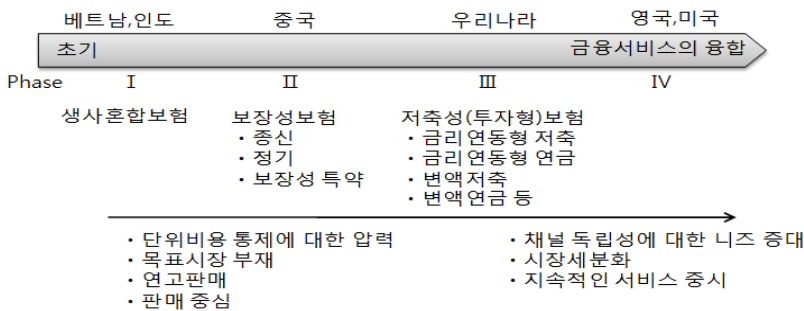 베트남,인도 중국 우리나라 영국,미국
초기 금융서비스의 융합
Phase Ⅰ Ⅱ Ⅲ Ⅳ
생사혼합보험 보장성보험 저축성(투자형)보험
・종신 ・금리연동형 저축
・정기 ・금리연동형 연금
・보장성 특약 ・변액저축
・변액연금 등
・단위비용 통제에 대한 압력 ・채널 독립성에 대한 니즈 증대
・목표시장 부재 ・시장세분화
・연고판매 ・지속적인 서비스 중시
・판매 중심